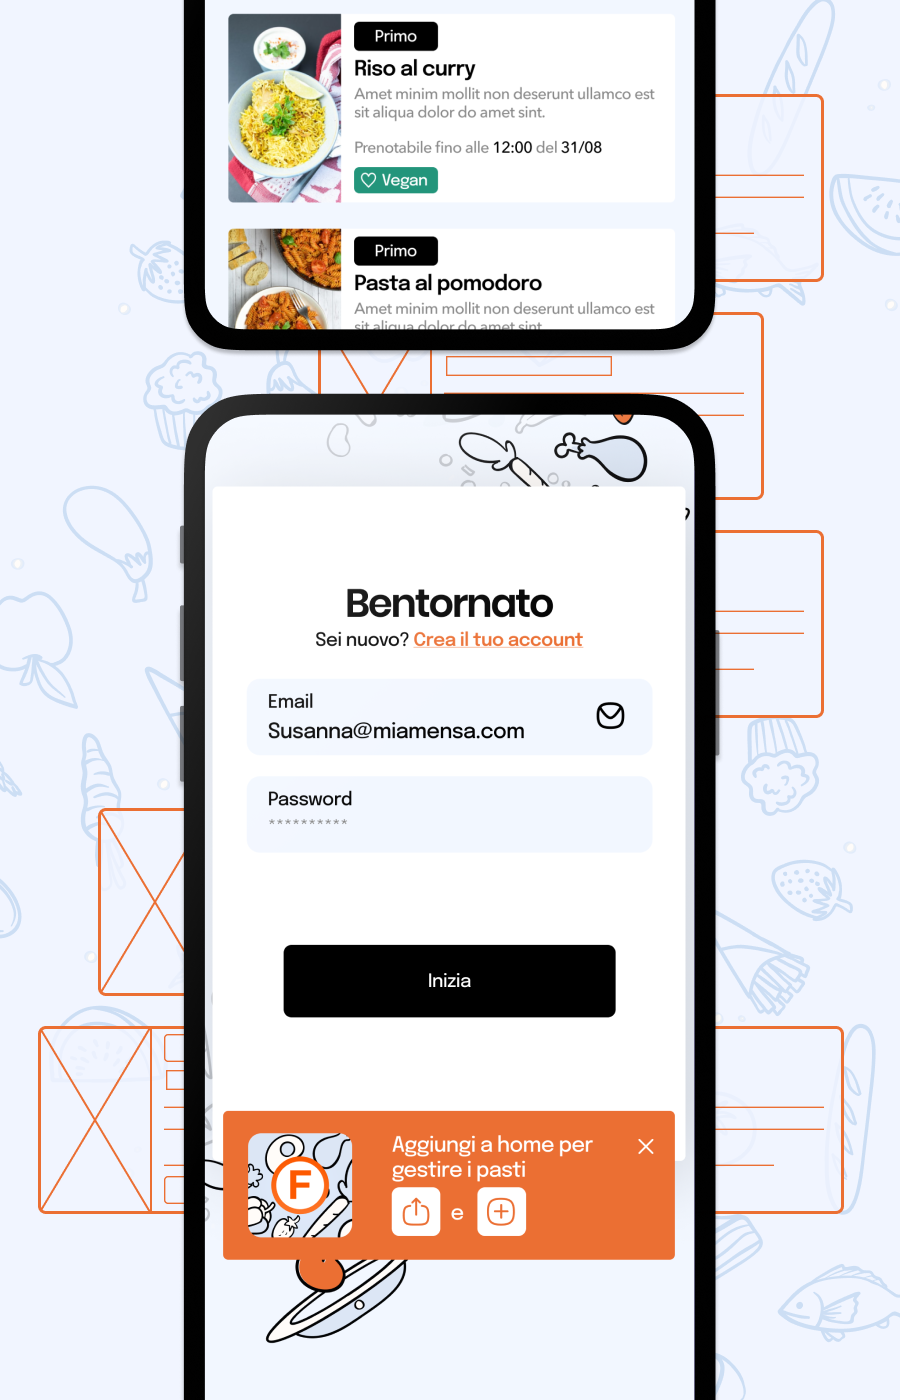 Primo
Riso al curry
Amet minim mollit non deserunt ullamco est
sit aliqua dolor do amet sint.
Prenotabile fino alle 12:00 del 31/08
Vegan
Primo
Pasta al pomodoro
Amet minim mollit non deserunt ullamco est
sit aliqua dolor do amet sint.
Bentornato
Sei nuovo? Crea il tuo account
Email
Susanna@miamensa.com
Password
**********
Inizia
Aggiungi a home per
gestire i pasti
F
e